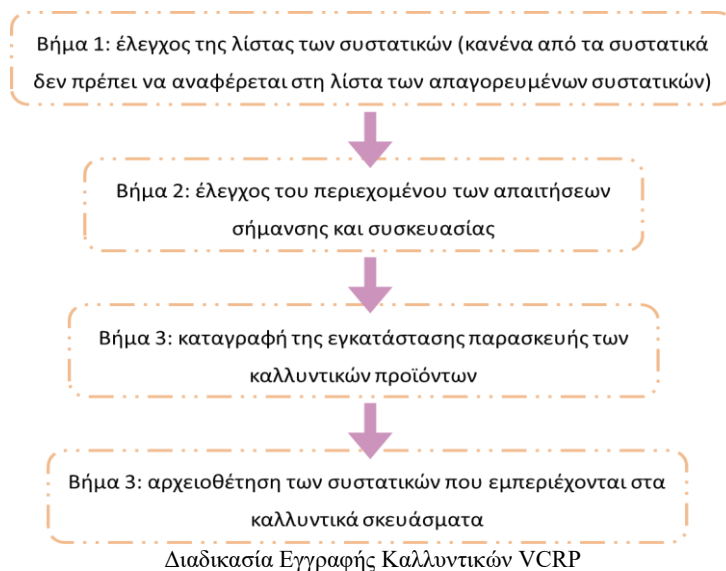 Βήμα 1: έλεγχος της λίστας των συστατικών (κανένα από τα συστατικά
δεν πρέπει να αναφέρεται στη λίστα των απαγορευμένων συστατικών)
Βήμα 2: έλεγχος του περιεχομένου των απαιτήσεων
σήμανσης και συσκευασίας
Βήμα 3: καταγραφή της εγκατάστασης παρασκευής των
καλλυντικών προϊόντων
Βήμα 3: αρχειοθέτηση των συστατικών που εμπεριέχονται στα
καλλυντικά σκευάσματα
Διαδικασία Εγγραφής Καλλυντικών VCRP